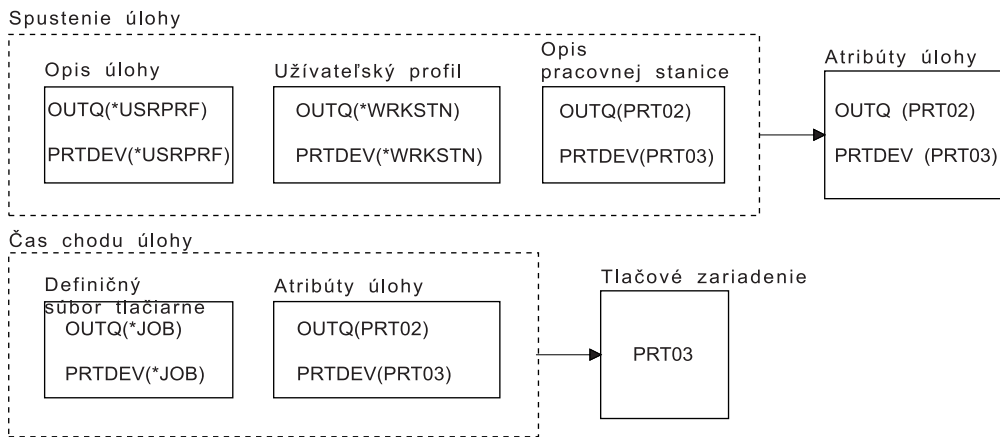 Spustenie úlohy
Opis úlohy
OUTQ(*USRPRF)
PRTDEV(*USRPRF)
Užívateľský profil
OUTQ(*WRKSTN)
PRTDEV(*WRKSTN)
Opis
pracovnej stanice
OUTQ(PRT02)
PRTDEV(PRT03)
Atribúty úlohy
OUTQ (PRT02)
PRTDEV (PRT03)
Čas chodu úlohy
Definičný
súbor tlačiarne
OUTQ(*JOB)
PRTDEV(*JOB)
Atribúty úlohy
OUTQ(PRT02)
PRTDEV(PRT03)
Tlačové zariadenie
PRT03